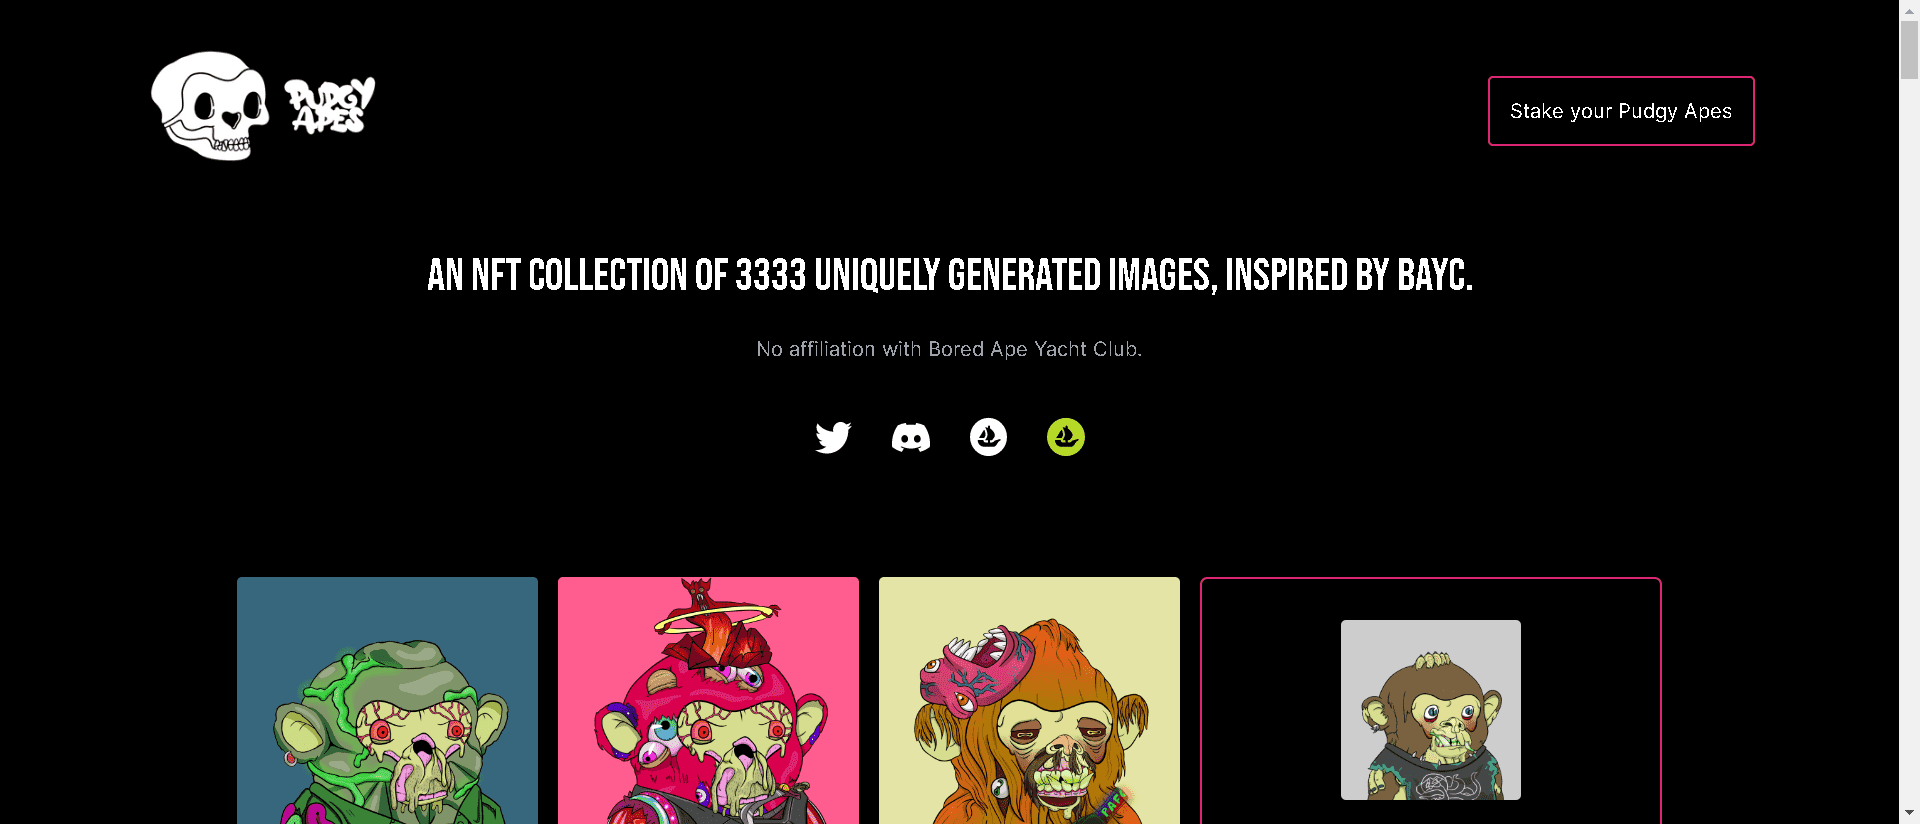 PUDGY
APES
Stake your Pudgy Apes
AN NFT COLLECTION OF 3333 UNIQUELY GENERATED IMAGES, INSPIRED BY BAYC.
No affiliation with Bored Ape Yacht Club.